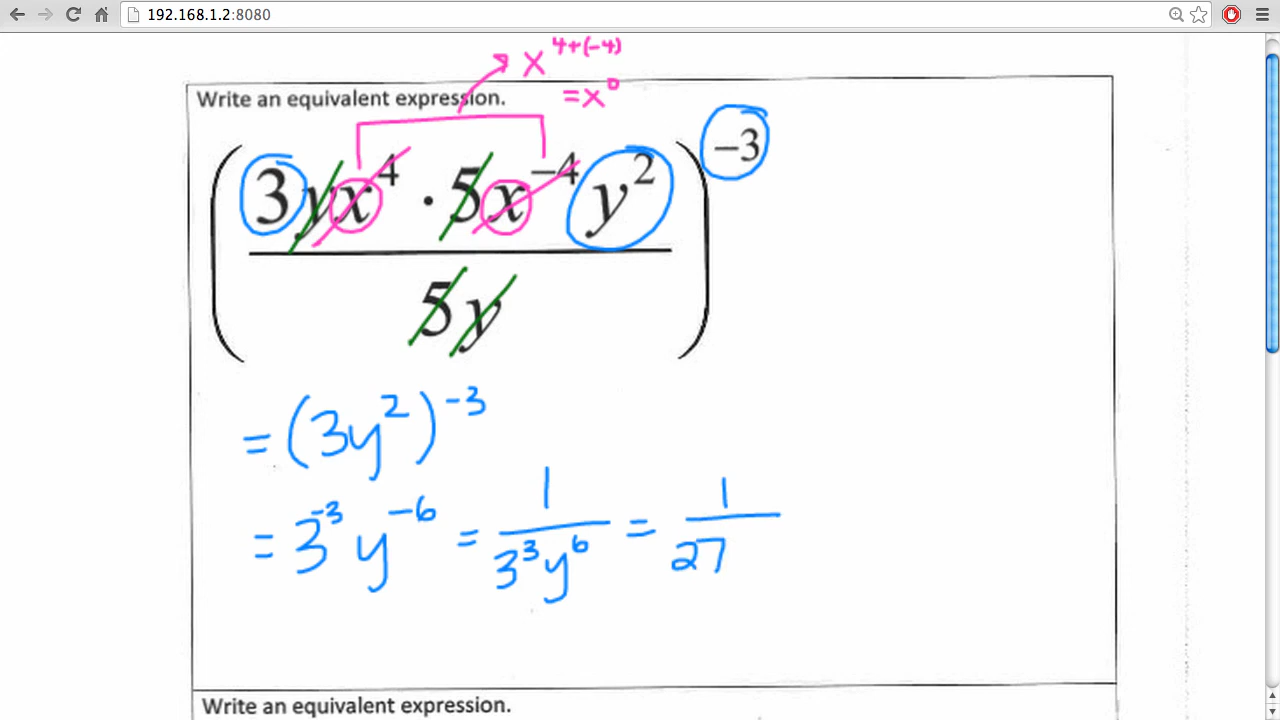 192.168.1.2:8080
x^4+(-4)
Write an equivalent expression.
=x^0
(3yx^4 · 5x^−4 y^2)^−3
5y
=(3y^2)^-3
=3^-3 y^-6 = 1/(3^3 y^6) = 1/27
Write an equivalent expression.